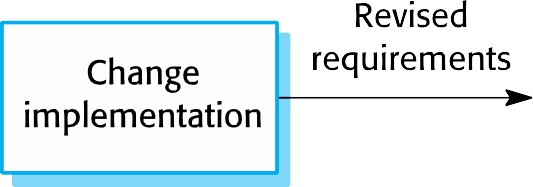 Change
implementation
Revised
requirements